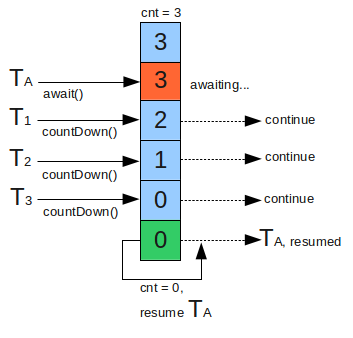 cnt = 3
3
TA
await()
3
awaiting...
T1
countDown()
2
continue
T2
countDown()
1
continue
T3
countDown()
0
continue
0
TA, resumed
cnt = 0,
resume TA